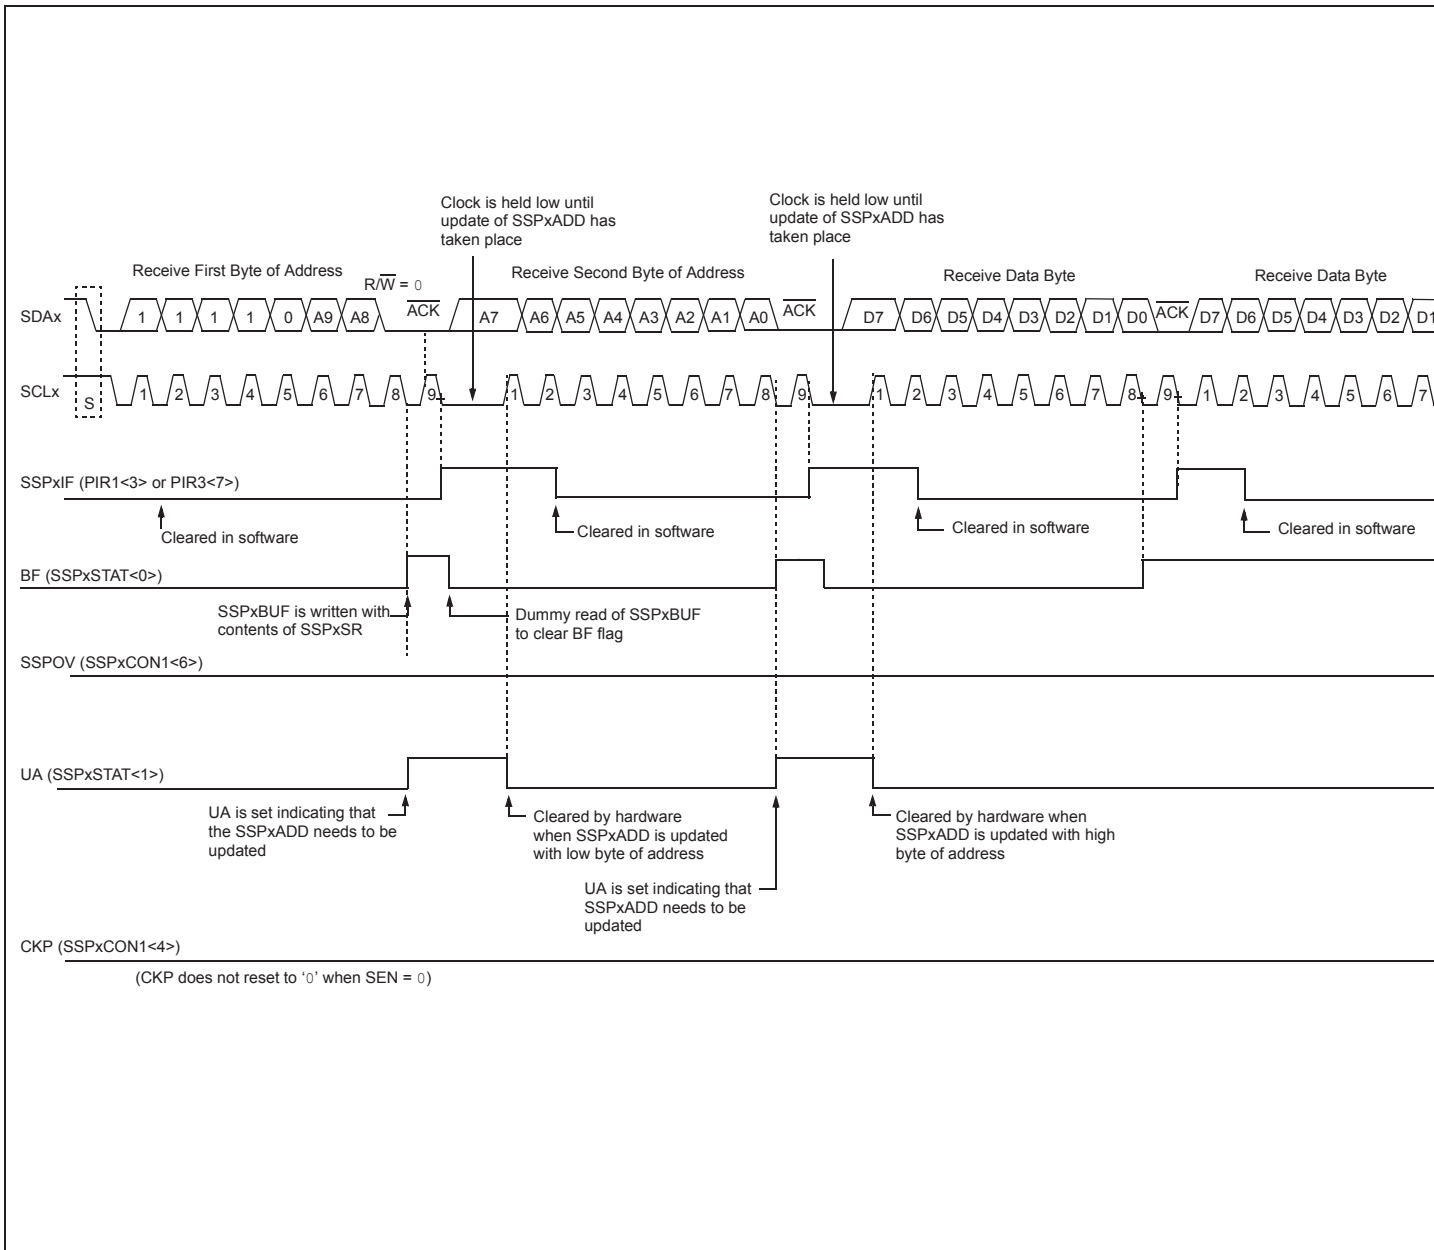 Clock is held low until
update of SSPxADD has
taken place
Clock is held low until
update of SSPxADD has
taken place
Receive First Byte of Address
R/W = 0
Receive Second Byte of Address
Receive Data Byte
Receive Data Byte
SDAx 1 1 1 1 0 A9 A8 ACK A7 A6 A5 A4 A3 A2 A1 A0 ACK D7 D6 D5 D4 D3 D2 D1 D0 ACK D7 D6 D5 D4 D3 D2 D1
SCLx S 1 2 3 4 5 6 7 8 9 1 2 3 4 5 6 7 8 9 1 2 3 4 5 6 7 8 9 1 2 3 4 5 6 7
SSPxIF (PIR1<3> or PIR3<7>)
Cleared in software
Cleared in software
Cleared in software
Cleared in software
BF (SSPxSTAT<0>)
SSPxBUF is written with
contents of SSPxSR
Dummy read of SSPxBUF
to clear BF flag
SSPOV (SSPxCON1<6>)
UA (SSPxSTAT<1>)
UA is set indicating that
the SSPxADD needs to be
updated
Cleared by hardware
when SSPxADD is updated
with low byte of address
UA is set indicating that
SSPxADD needs to be
updated
Cleared by hardware when
SSPxADD is updated with high
byte of address
CKP (SSPxCON1<4>)
(CKP does not reset to ‘0’ when SEN = 0)